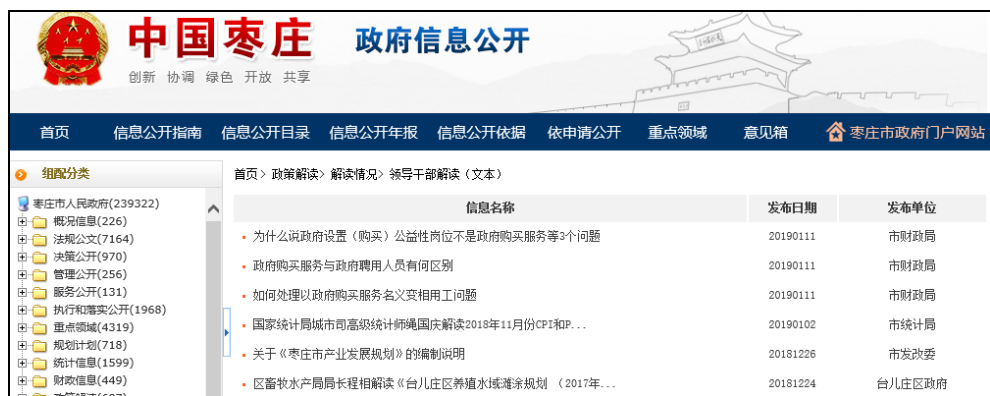 中国枣庄 政府信息公开
创新 协调 绿色 开放 共享
首页 信息公开指南 信息公开目录 信息公开年报 信息公开依据 依申请公开 重点领域 意见箱 枣庄市政府门户网站
组配分类
枣庄市人民政府(239322)
概况信息(226)
法规公文(7164)
决策公开(970)
管理公开(256)
服务公开(131)
执行和落实公开(1968)
重点领域(4319)
规划计划(718)
统计信息(1599)
财政信息(449)
首页> 政策解读> 解读情况> 领导干部解读（文本）
信息名称 发布日期 发布单位
为什么说政府设置（购买）公益性岗位不是政府购买服务等3个问题 20190111 市财政局
政府购买服务与政府聘用人员有何区别 20190111 市财政局
如何处理以政府购买服务名义变相用工问题 20190111 市财政局
国家统计局城市司高级统计师绳国庆解读2018年11月份CPI和P... 20190102 市统计局
关于《枣庄市产业发展规划》的编制说明 20181226 市发改委
区畜牧水产局局长程相解读《台儿庄区养殖水域滩涂规划 （2017年... 20181224 台儿庄区政府